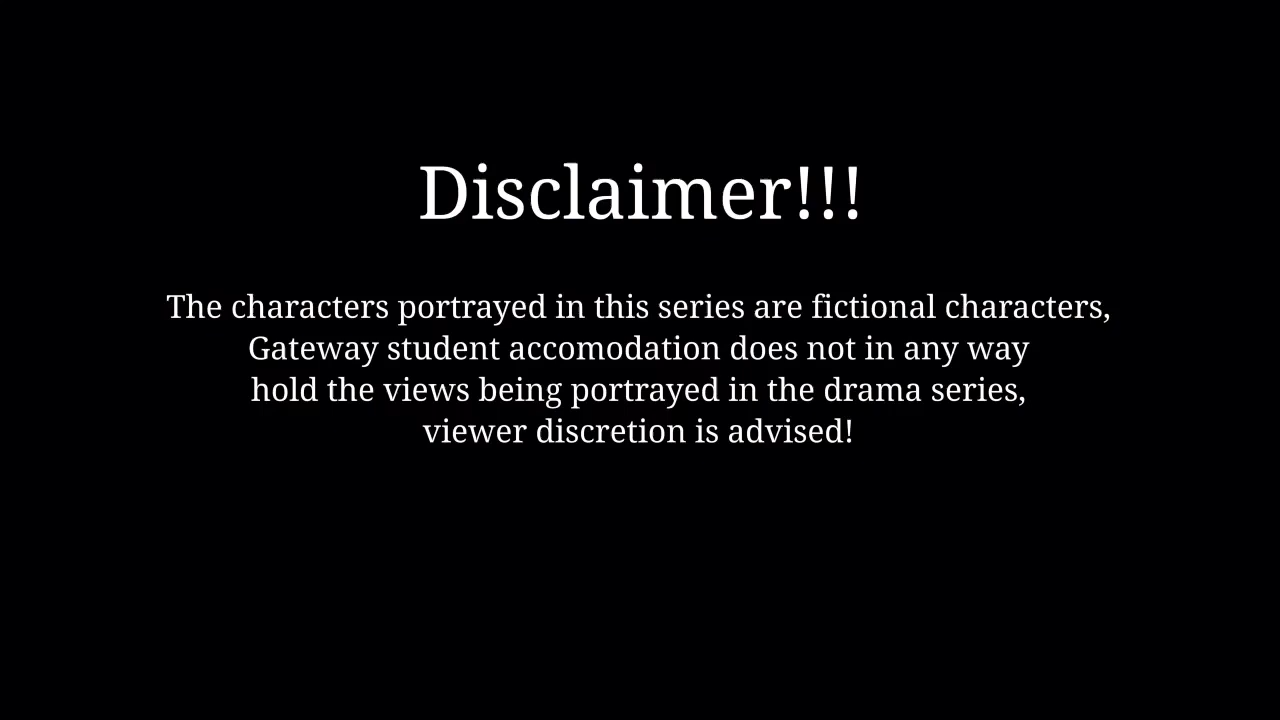 Disclaimer!!!
The characters portrayed in this series are fictional characters,
Gateway student accomodation does not in any way
hold the views being portrayed in the drama series,
viewer discretion is advised!